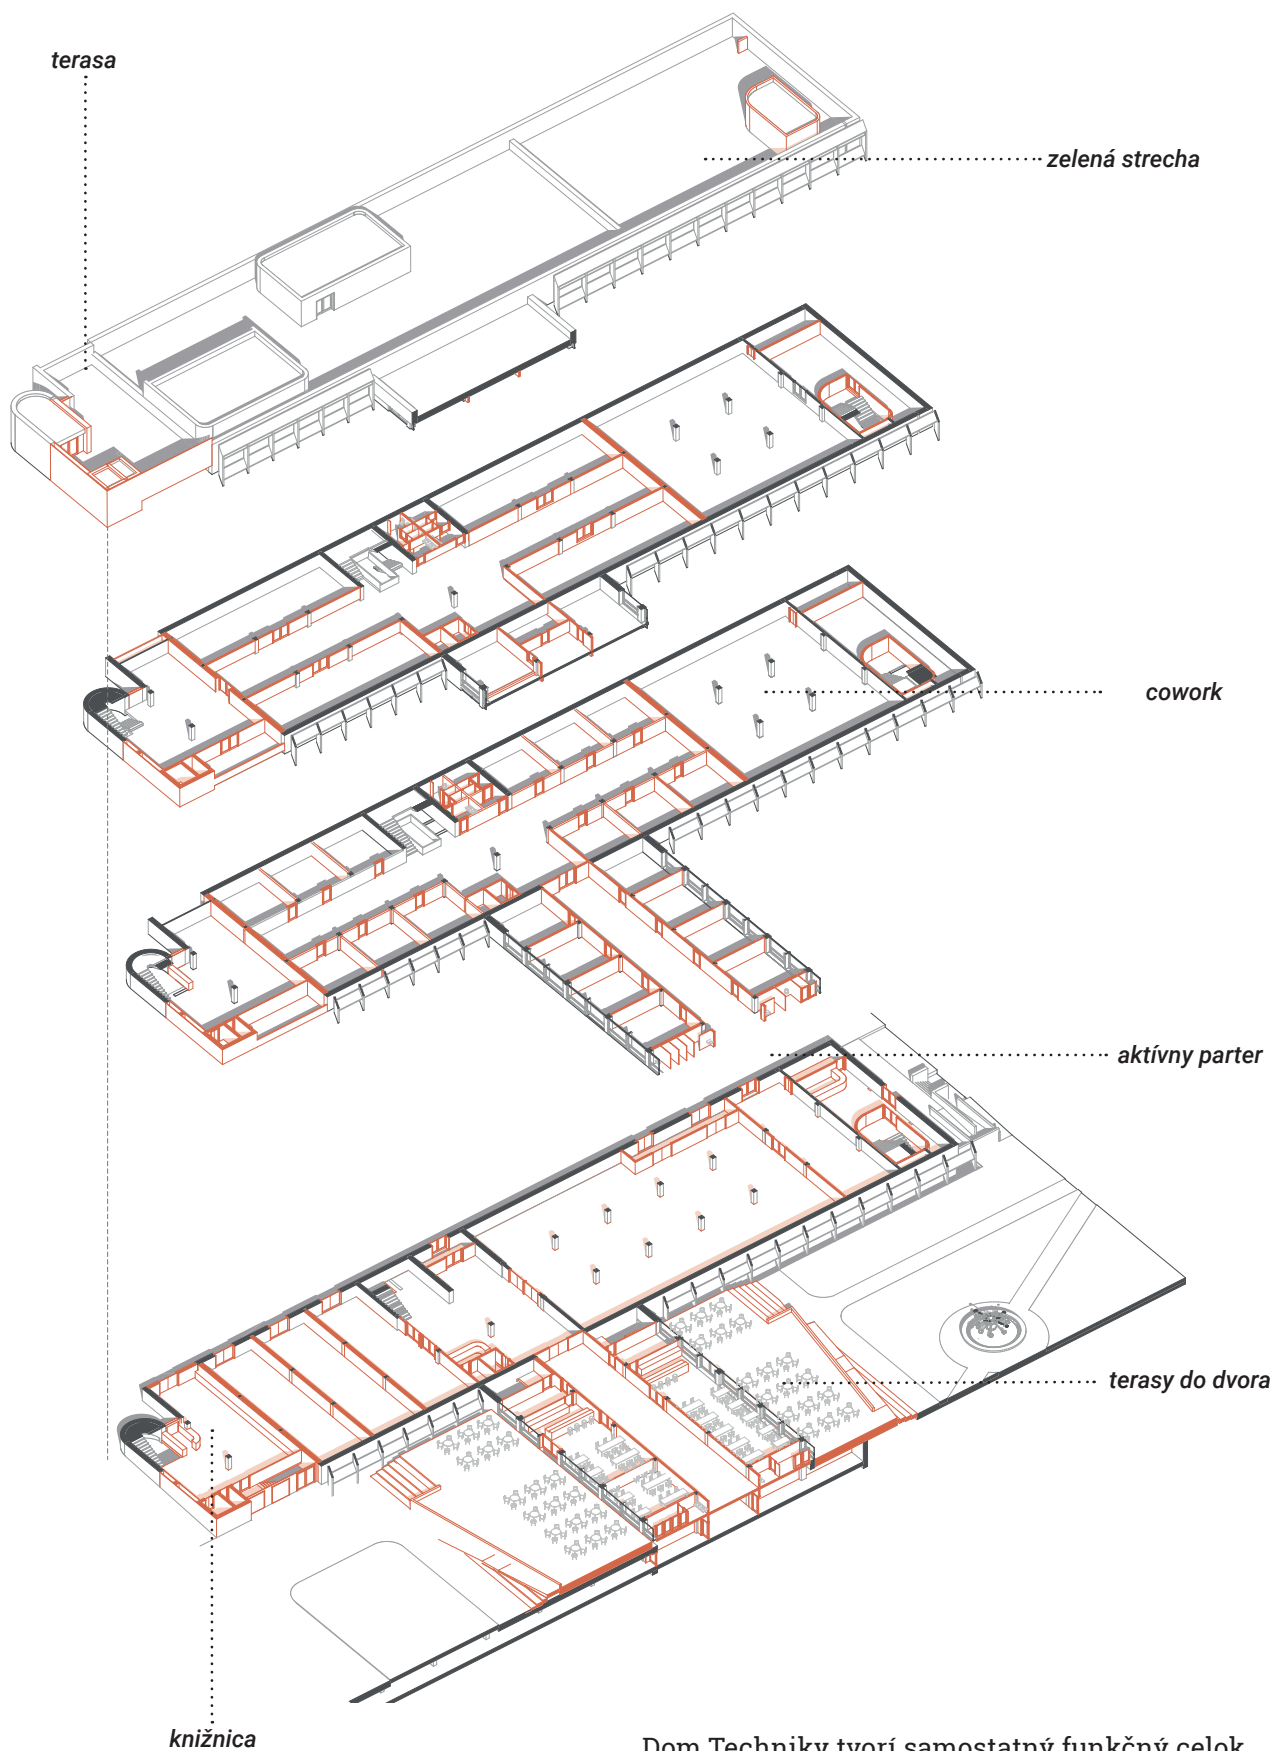 terasa
zelená strecha
cowork
aktívny parter
terasy do dvora
knižnica
Dom Techniky tvorí samostatný funkčný celok